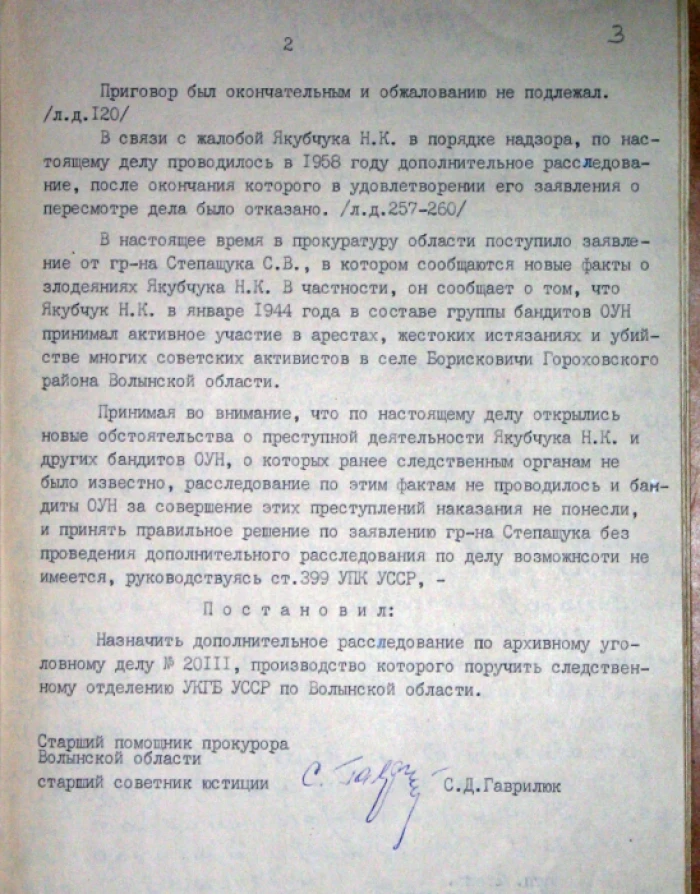 2
3
Приговор был окончательным и обжалованию не подлежал.
/л.д.I20/
В связи с жалобой Якубчука Н.К. в порядке надзора, по нас-
тоящему делу проводилось в I958 году дополнительное расследова-
ние, после окончания которого в удовлетворении его заявления о
пересмотре дела было отказано. /л.д.257-260/
В настоящее время в прокуратуру области поступило заявле-
ние от гр-на Степащука С.В., в котором сообщаются новые факты о
злодеяниях Якубчука Н.К. В частности, он сообщает о том, что
Якубчук Н.К. в январе I944 года в составе группы бандитов ОУН
принимал активное участие в арестах, жестоких истязаниях и убий-
стве многих советских активистов в селе Борисковичи Гороховского
района Волынской области.
Принимая во внимание, что по настоящему делу открылись
новые обстоятельства о преступной деятельности Якубчука Н.К. и
других бандитов ОУН, о которых ранее следственным органам не
было известно, расследование по этим фактам не проводилось и бан-
диты ОУН за совершение этих преступлений наказания не понесли,
и принять правильное решение по заявлению гр-на Степащука без
проведения дополнительного расследования по делу возможнсоти не
имеется, руководствуясь ст.399 УПК УССР, -
П о с т а н о в и л:
Назначить дополнительное расследование по архивному уго-
ловному делу № 20III, производство которого поручить следствен-
ному отделению УКГБ УССР по Волынской области.
Старший помощник прокурора
Волынской области
старший советник юстиции С. Гаврилюк С.Д.Гаврилюк